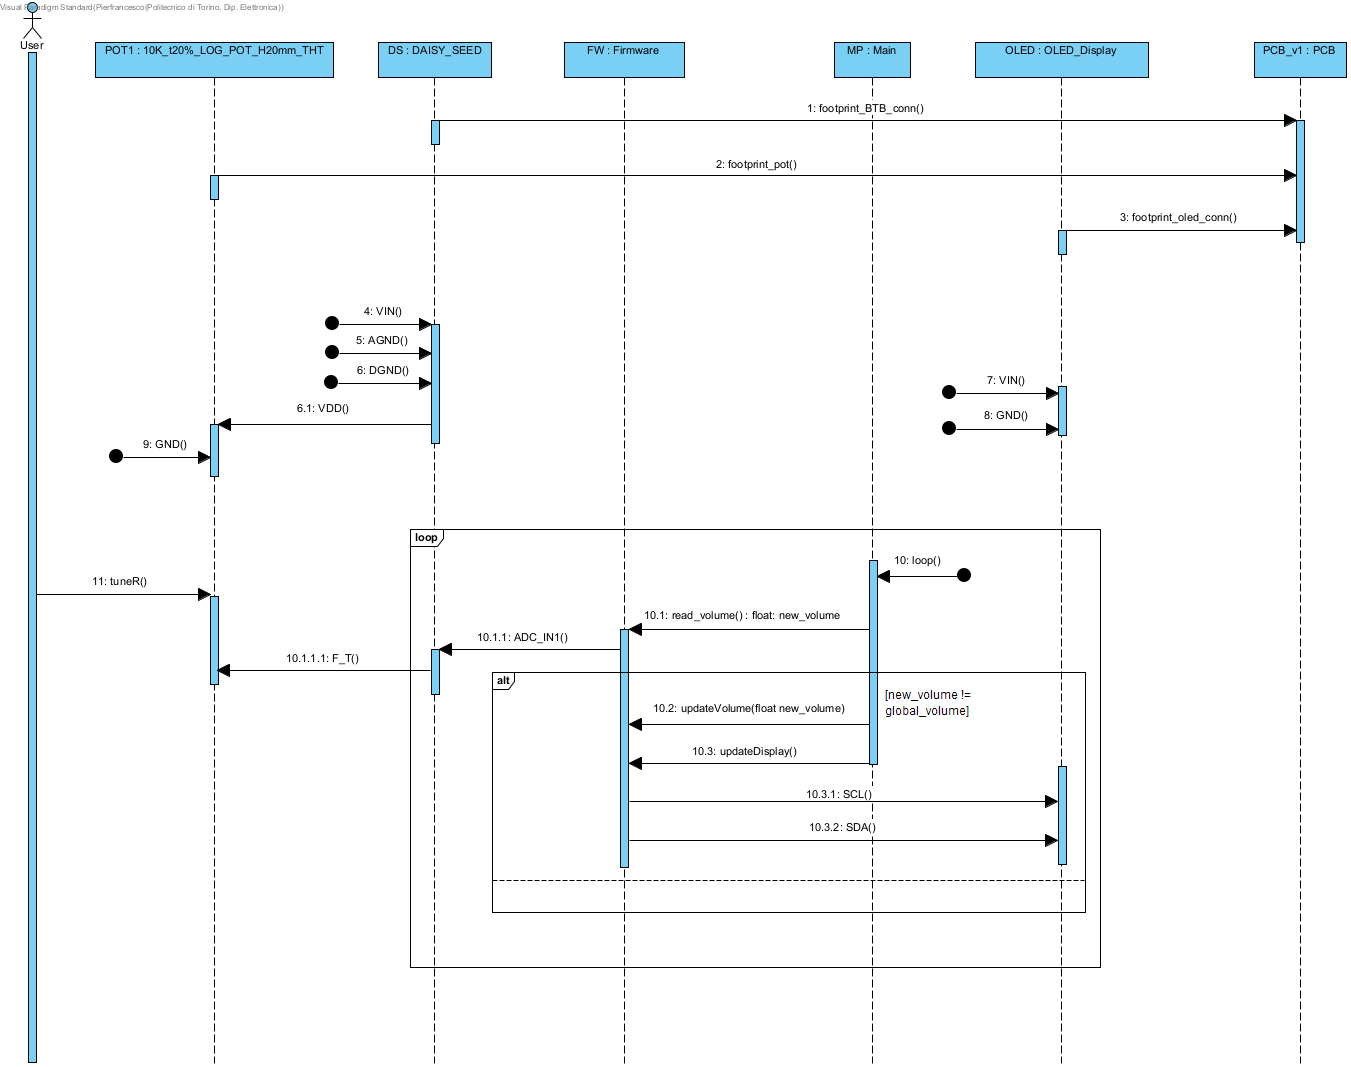 Visual Paradigm Standard(Pierfrancesco(Politecnico di Torino, Dip. Elettronica))
User
POT1 : 10K_t20%_LOG_POT_H20mm_THT
DS : DAISY_SEED
FW : Firmware
MP : Main
OLED : OLED_Display
PCB_v1 : PCB
1: footprint_BTB_conn()
2: footprint_pot()
3: footprint_oled_conn()
4: VIN()
5: AGND()
6: DGND()
7: VIN()
6.1: VDD()
8: GND()
9: GND()
loop
10: loop()
11: tuneR()
10.1: read_volume() : float: new_volume
10.1.1: ADC_IN1()
10.1.1.1: F_T()
alt
[new_volume !=
global_volume]
10.2: updateVolume(float new_volume)
10.3: updateDisplay()
10.3.1: SCL()
10.3.2: SDA()